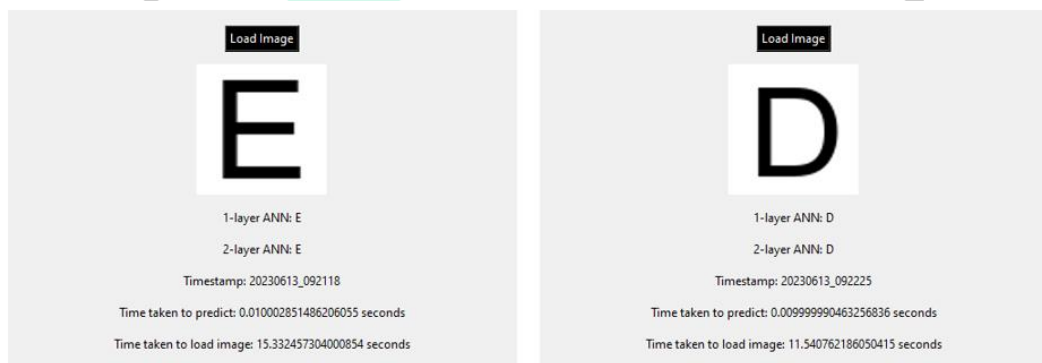 Load Image
E
1-layer ANN: E
2-layer ANN: E
Timestamp: 20230613_092118
Time taken to predict: 0.010002851486206055 seconds
Time taken to load image: 15.332457304000854 seconds
Load Image
D
1-layer ANN: D
2-layer ANN: D
Timestamp: 20230613_092225
Time taken to predict: 0.009999990463256836 seconds
Time taken to load image: 11.540762186050415 seconds